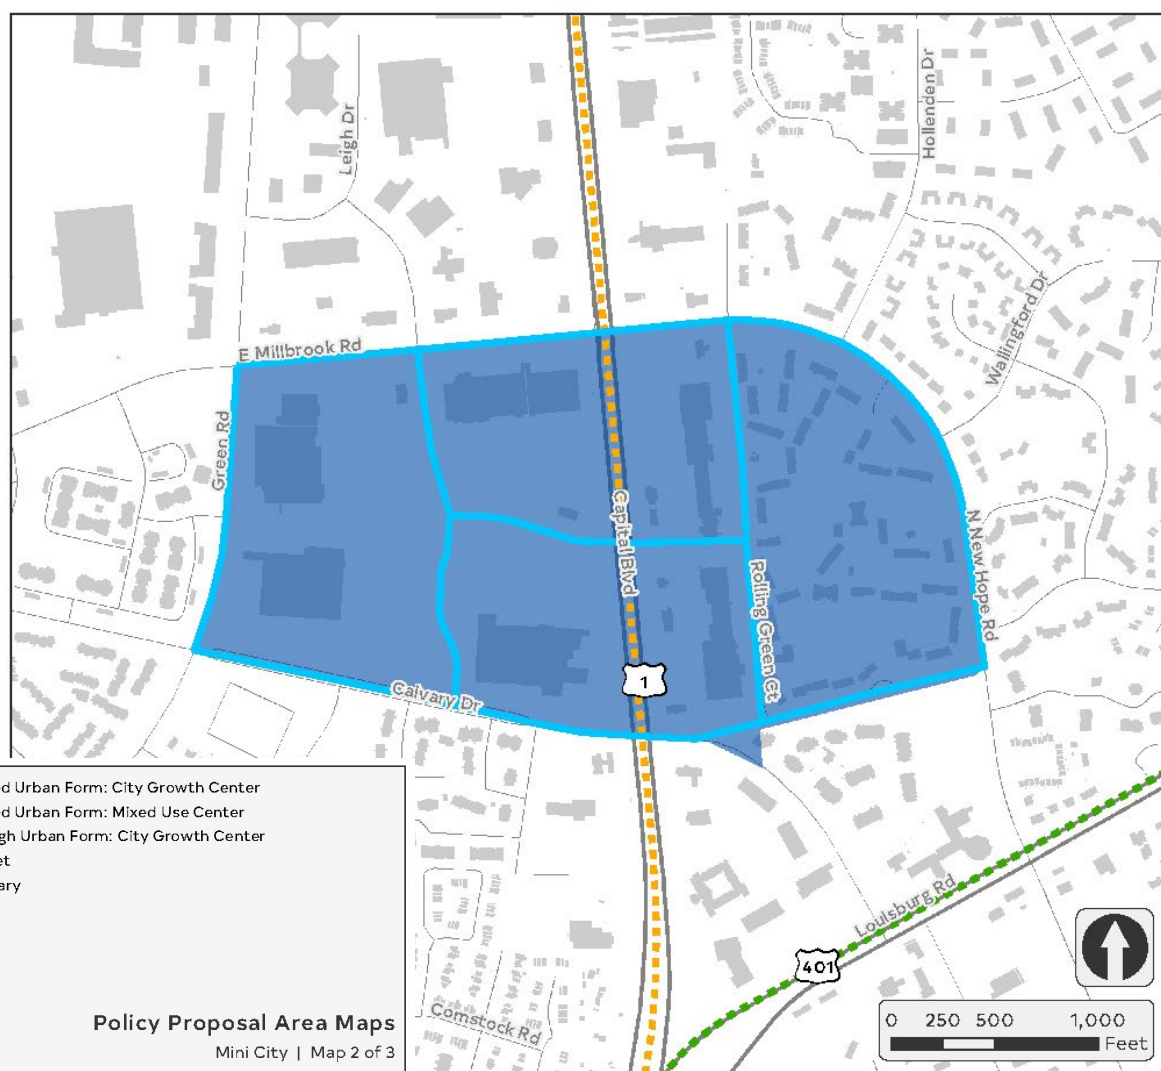 Hollenden Dr
Leigh Dr
Wallingford Dr
E Millbrook Rd
Green Rd
Capital Blvd
N New Hope Rd
Rolling Green Ct
1
Calvary Dr
ed Urban Form: City Growth Center
ed Urban Form: Mixed Use Center
gh Urban Form: City Growth Center
et
ary
Louisburg Rd
401
Comstock Rd
Policy Proposal Area Maps
Mini City | Map 2 of 3
0 250 500 1,000
Feet